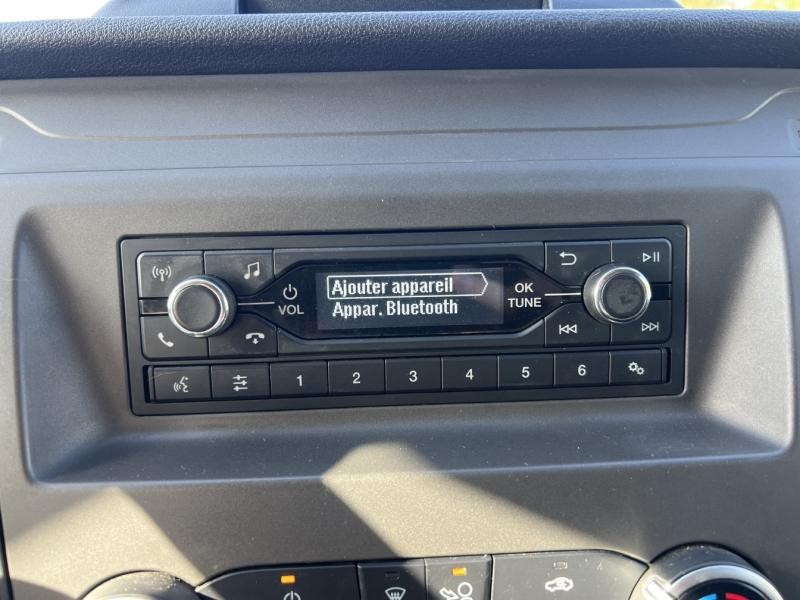 Ajouter appareil
Appar. Bluetooth
VOL
OK
TUNE
1 2 3 4 5 6